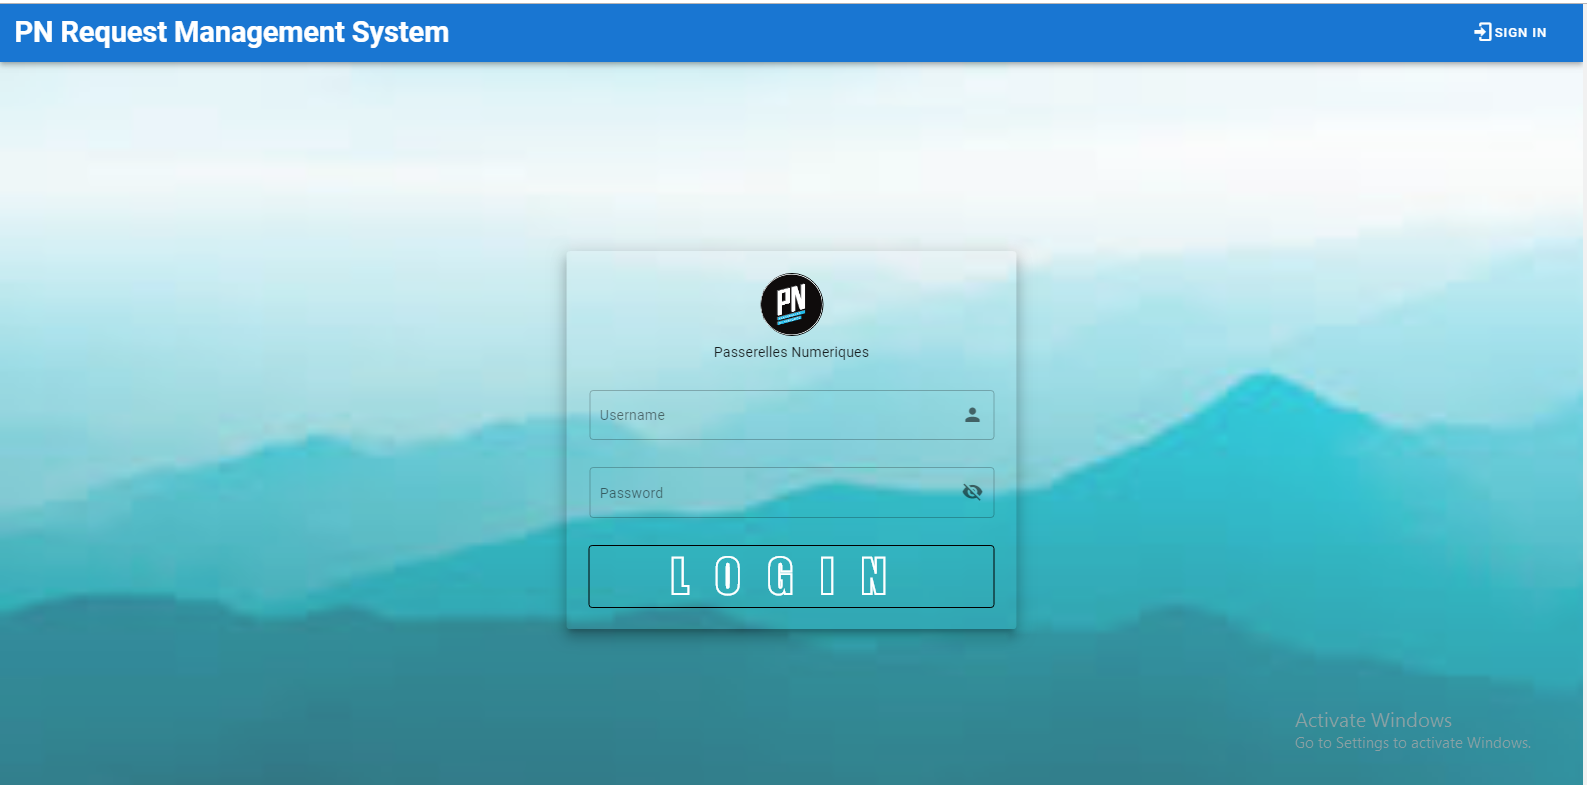 PN Request Management System
SIGN IN
PN
Passerelles Numeriques
Username
Password
LOGIN
Activate Windows
Go to Settings to activate Windows.